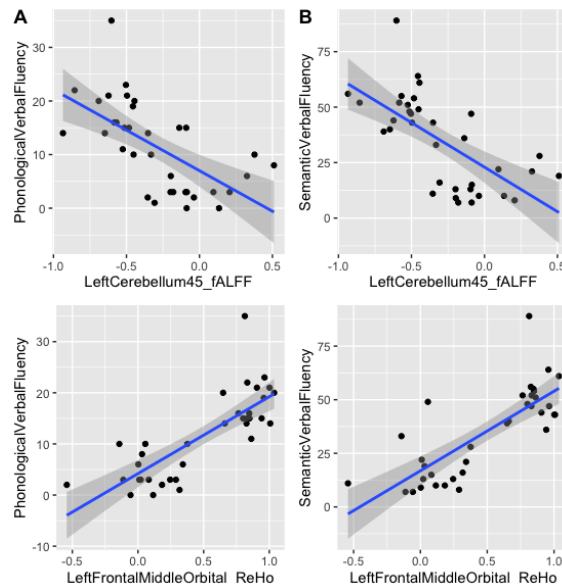 A
B
PhonologicalVerbalFluency
30
20
10
0
-1.0 -0.5 0.0 0.5
LeftCerebellum45_fALFF
SemanticVerbalFluency
75
50
25
0
-1.0 -0.5 0.0 0.5
LeftCerebellum45_fALFF
PhonologicalVerbalFluency
30
20
10
0
-10
-0.5 0.0 0.5 1.0
LeftFrontalMiddleOrbital_ReHo
SemanticVerbalFluency
75
50
25
0
-0.5 0.0 0.5 1.0
LeftFrontalMiddleOrbital_ReHo